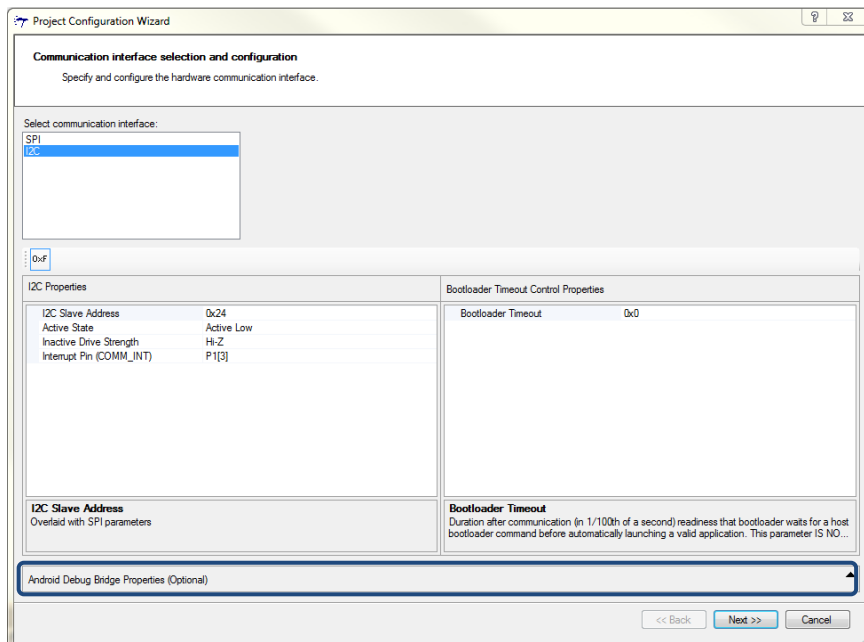 Project Configuration Wizard
Communication interface selection and configuration
Specify and configure the hardware communication interface.
Select communication interface:
SPI
I2C
0xF
I2C Properties
Bootloader Timeout Control Properties
I2C Slave Address 0x24
Bootloader Timeout 0x0
Active State Active Low
Inactive Drive Strength Hi-Z
Interrupt Pin (COMM_INT) P1[3]
I2C Slave Address
Overlaid with SPI parameters
Bootloader Timeout
Duration after communication (in 1/100th of a second) readiness that bootloader waits for a host
bootloader command before automatically launching a valid application. This parameter IS NO...
Android Debug Bridge Properties (Optional)
<< Back Next >> Cancel